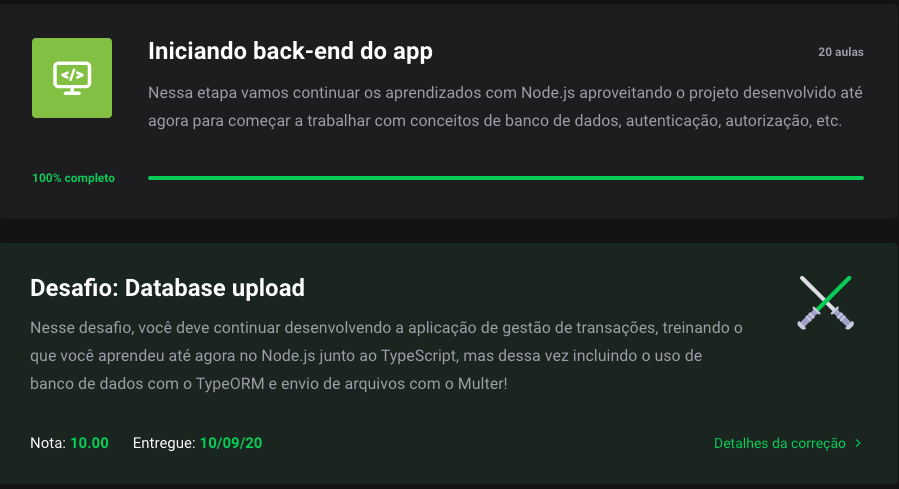 Iniciando back-end do app
20 aulas
Nessa etapa vamos continuar os aprendizados com Node.js aproveitando o projeto desenvolvido até
agora para começar a trabalhar com conceitos de banco de dados, autenticação, autorização, etc.
100% completo
Desafio: Database upload
Nesse desafio, você deve continuar desenvolvendo a aplicação de gestão de transações, treinando o
que você aprendeu até agora no Node.js junto ao TypeScript, mas dessa vez incluindo o uso de
banco de dados com o TypeORM e envio de arquivos com o Multer!
Nota: 10.00 Entregue: 10/09/20
Detalhes da correção